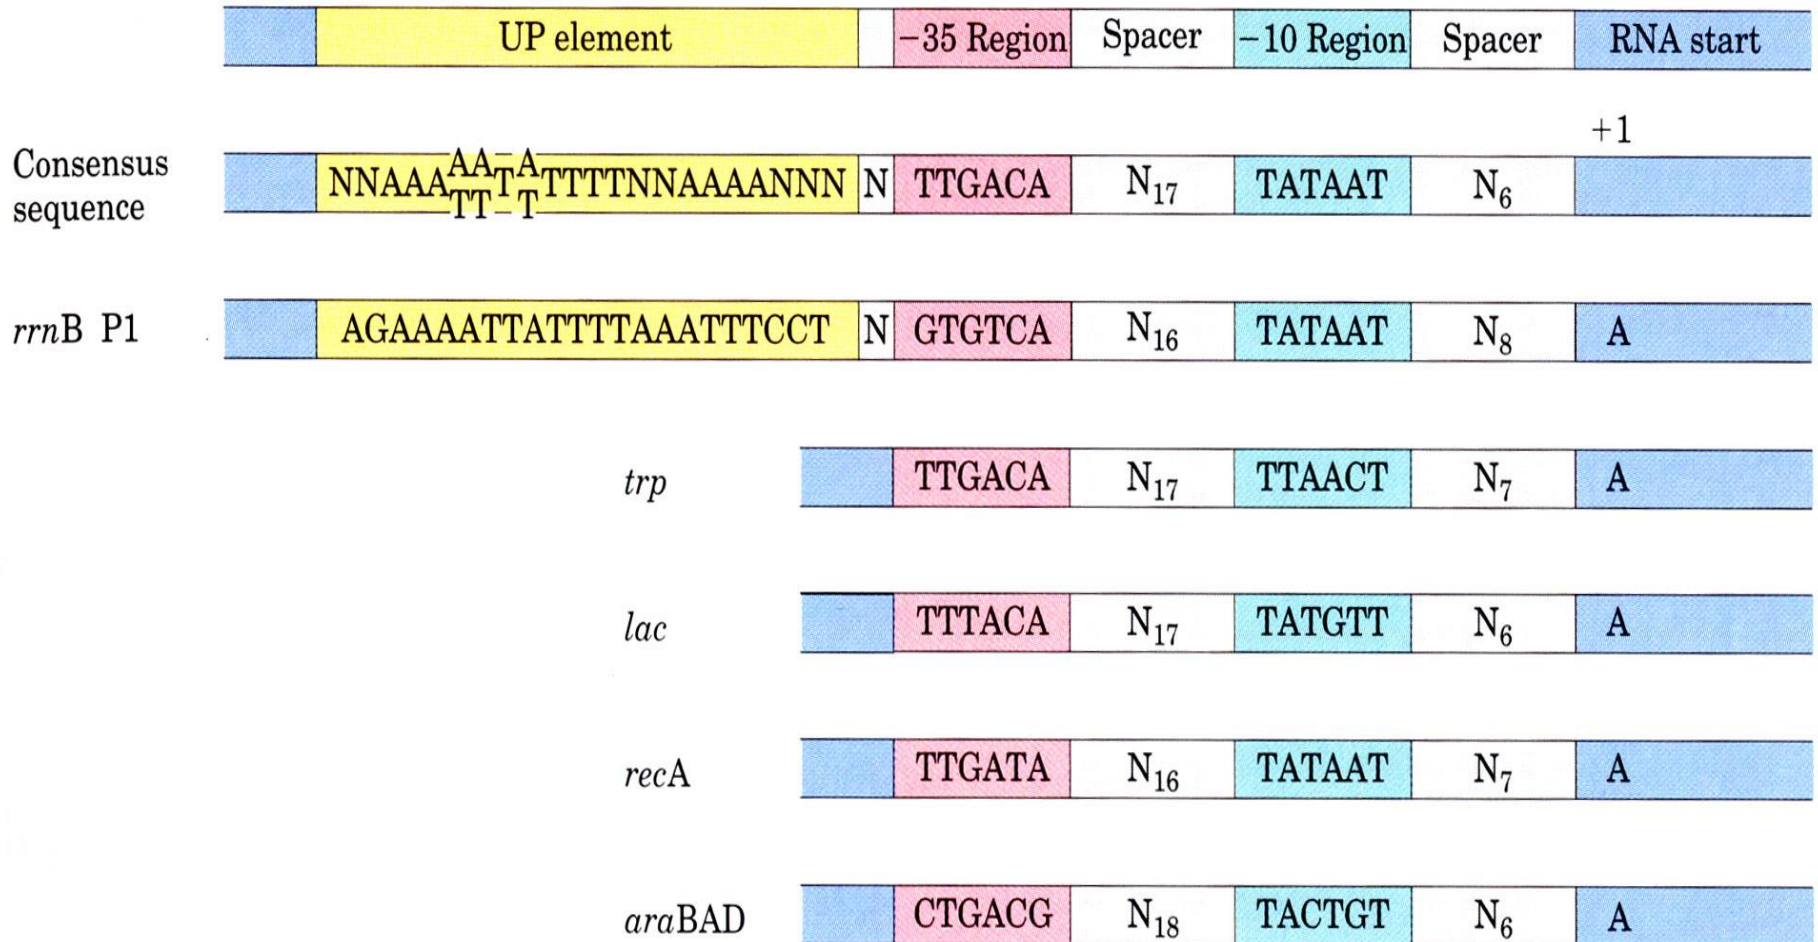 UP element −35 Region Spacer −10 Region Spacer RNA start
+1
Consensus sequence NNAAAAATATTTTNNAAAANNN N TTGACA N17 TATAAT N6
TT T
rrnB P1 AGAAAATTATTTTAAATTTCCT N GTGTCA N16 TATAAT N8 A
trp TTGACA N17 TTAACT N7 A
lac TTTACA N17 TATGTT N6 A
recA TTGATA N16 TATAAT N7 A
araBAD CTGACG N18 TACTGT N6 A